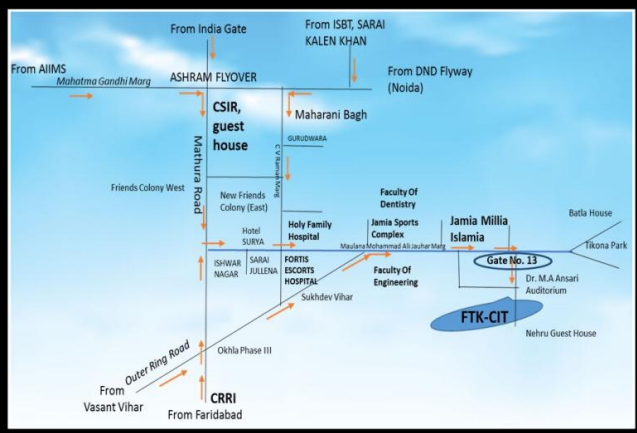 From India Gate
From ISBT, SARAI
KALEN KHAN
From AIIMS
Mahatma Gandhi Marg
ASHRAM FLYOVER
From DND Flyway
(Noida)
CSIR,
guest
house
Maharani Bagh
GURUDWARA
Mathura Road
C V Raman Marg
Friends Colony West
New Friends
Colony (East)
Faculty Of
Dentistry
Hotel
SURYA
Holy Family
Hospital
Jamia Sports
Complex
Jamia Millia
Islamia
Batla House
Maulana Mohammad Ali Jauhar Marg
Tikona Park
ISHWAR
NAGAR
SARAI
JULLENA
FORTIS
ESCORTS
HOSPITAL
Faculty Of
Engineering
Gate No. 13
Dr. M.A Ansari
Auditorium
Sukhdev Vihar
FTK-CIT
Nehru Guest House
Outer Ring Road
Okhla Phase III
From
Vasant Vihar
CRRI
From Faridabad